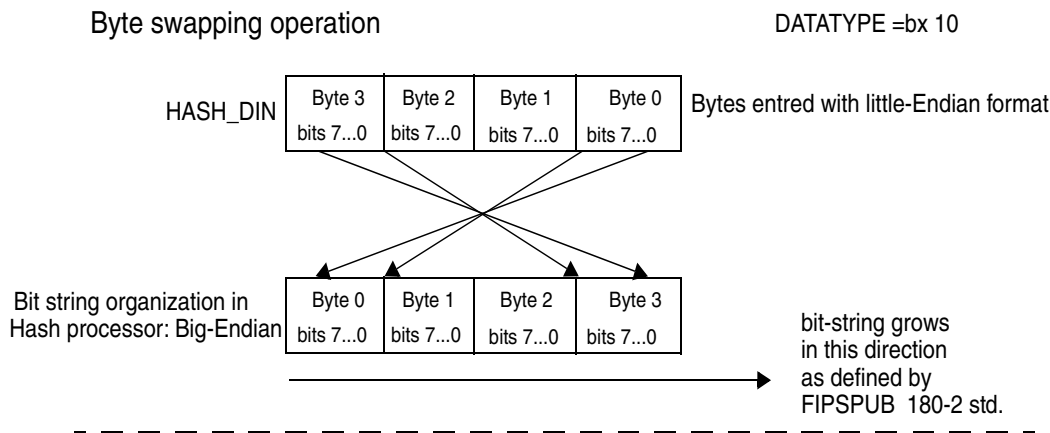 Byte swapping operation DATATYPE =bx 10
HASH_DIN
Byte 3 Byte 2 Byte 1 Byte 0
bits 7...0 bits 7...0 bits 7...0 bits 7...0
Bytes entred with little-Endian format
Bit string organization in
Hash processor: Big-Endian
Byte 0 Byte 1 Byte 2 Byte 3
bits 7...0 bits 7...0 bits 7...0 bits 7...0
bit-string grows
in this direction
as defined by
FIPSPUB 180-2 std.